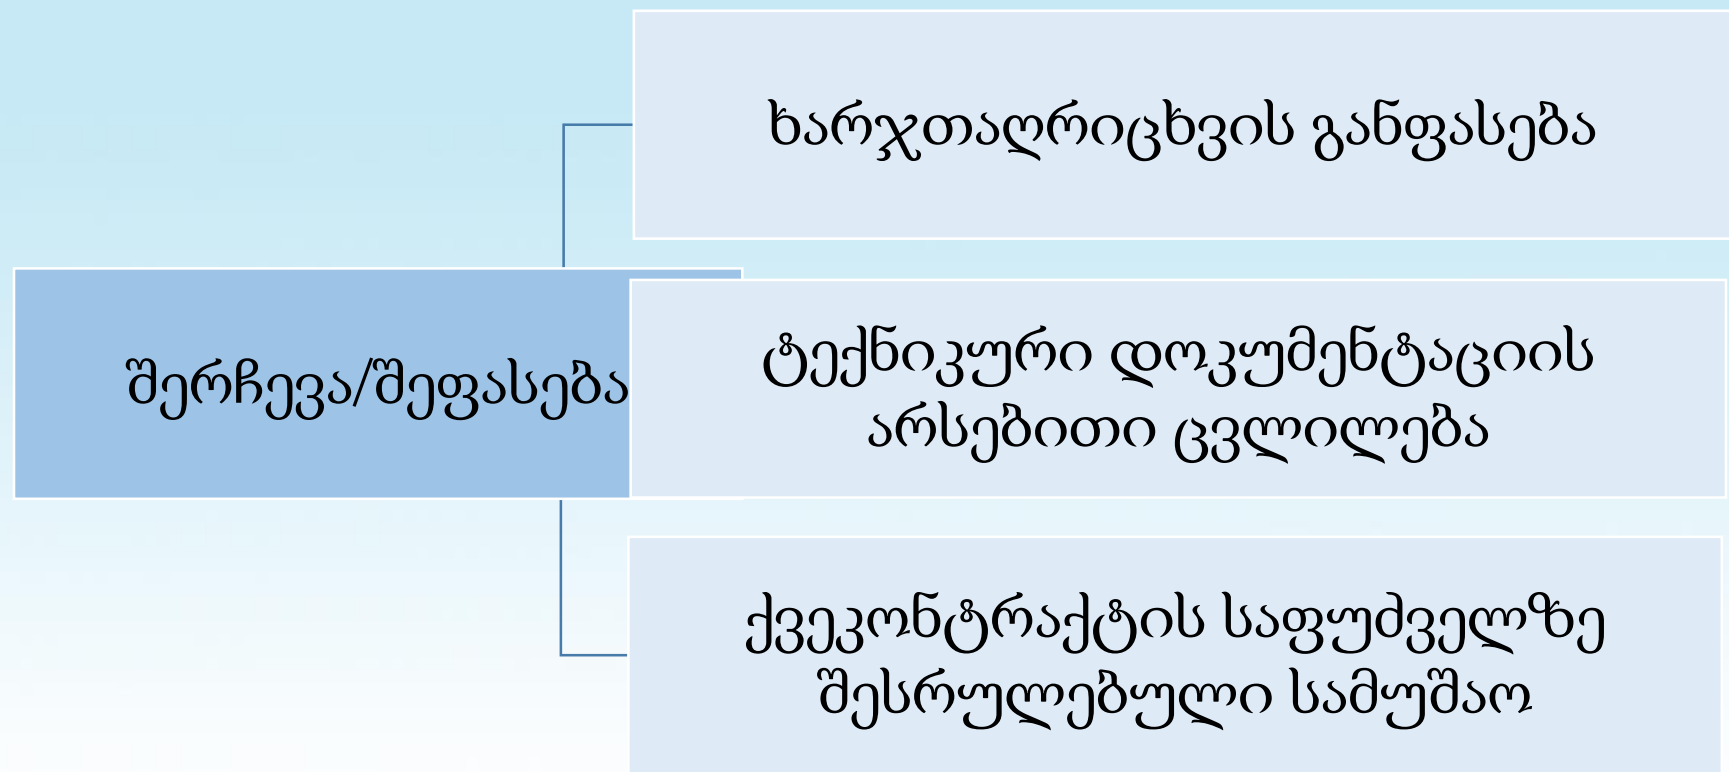 ხარჯთაღრიცხვის განფასება
შერჩევა/შეფასება
ტექნიკური დოკუმენტაციის
არსებითი ცვლილება
ქვეკონტრაქტის საფუძველზე
შესრულებული სამუშაო